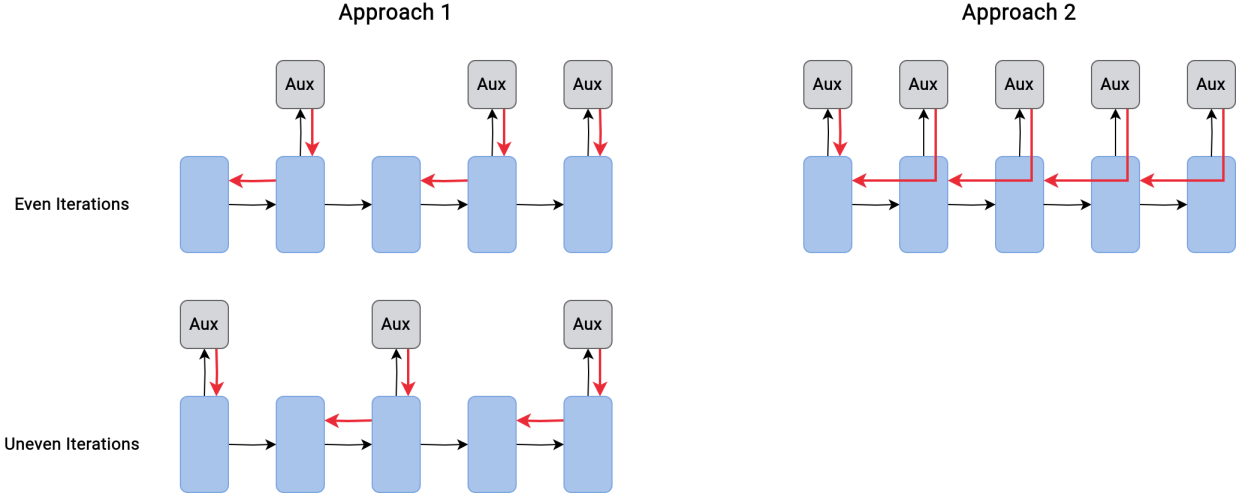 Approach 1
Approach 2
Aux
Aux
Aux
Aux
Aux
Aux
Aux
Aux
Even Iterations
Aux
Aux
Aux
Uneven Iterations